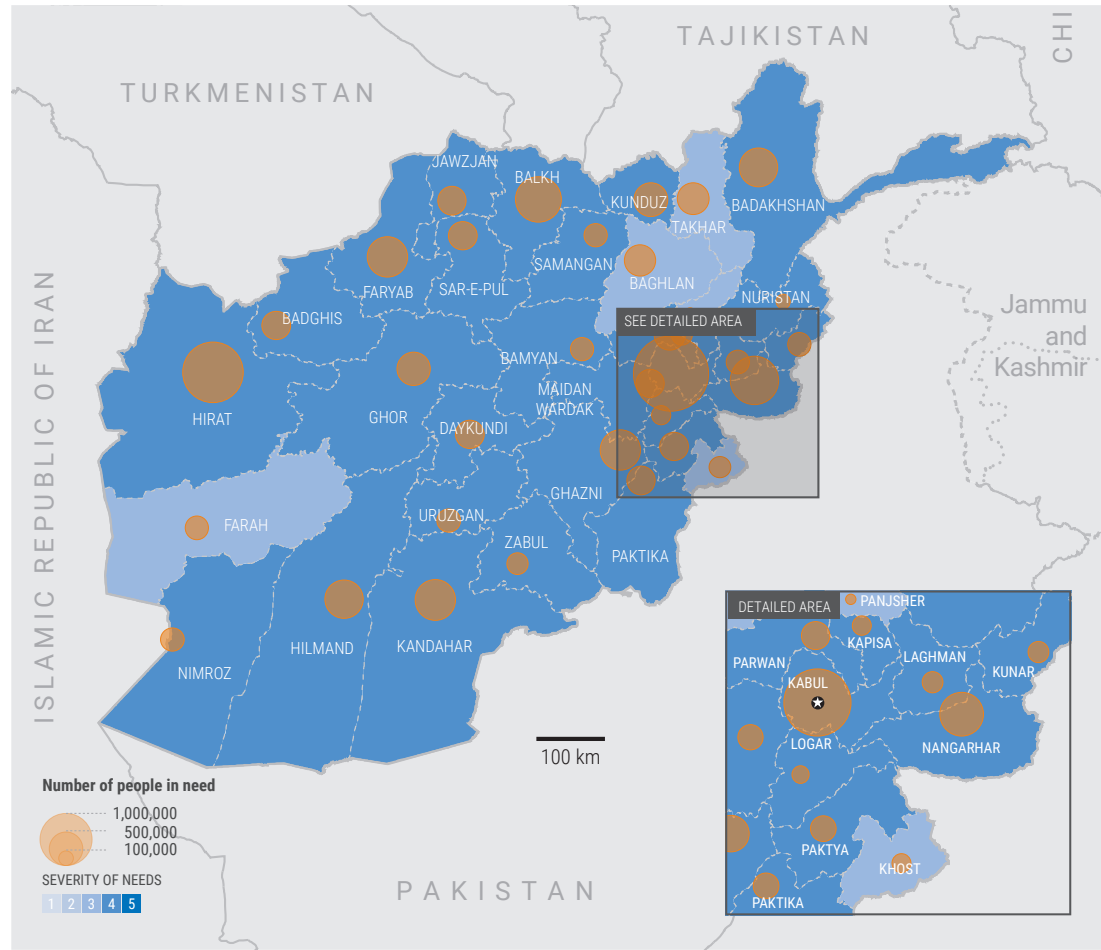 CHI
TAJIKISTAN
TURKMENISTAN
JAWZJAN
BALKH
KUNDUZ
BADAKHSHAN
TAKHAR
SAMANGAN
BAGHLAN
FARYAB
SAR-E-PUL
NURISTAN
BADGHIS
SEE DETAILED AREA
Jammu
and
Kashmir
BAMYAN
MAIDAN
WARDAK
HIRAT
GHOR
DAYKUNDI
ISLAMIC REPUBLIC OF IRAN
GHAZNI
URUZGAN
FARAH
ZABUL
PAKTIKA
HILMAND
KANDAHAR
NIMROZ
100 km
DETAILED AREA
PANJSHER
KAPISA
LAGHMAN
PARWAN
KUNAR
KABUL
LOGAR
NANGARHAR
PAKTYA
KHOST
PAKTIKA
Number of people in need
1,000,000
500,000
100,000
SEVERITY OF NEEDS
1 2 3 4 5
PAKISTAN